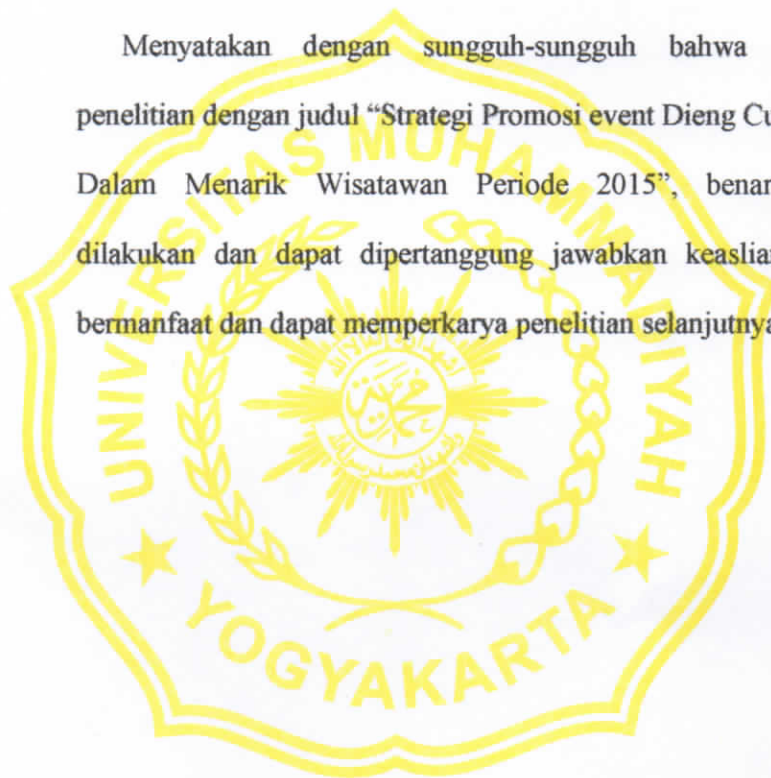 Menyatakan dengan sungguh-sungguh bahwa
penelitian dengan judul “Strategi Promosi event Dieng Cu
Dalam Menarik Wisatawan Periode 2015”, benar
dilakukan dan dapat dipertanggung jawabkan keaslian
bermanfaat dan dapat memperkarya penelitian selanjutnya
UNIVERSITAS MUHAMMADIYAH
YOGYAKARTA